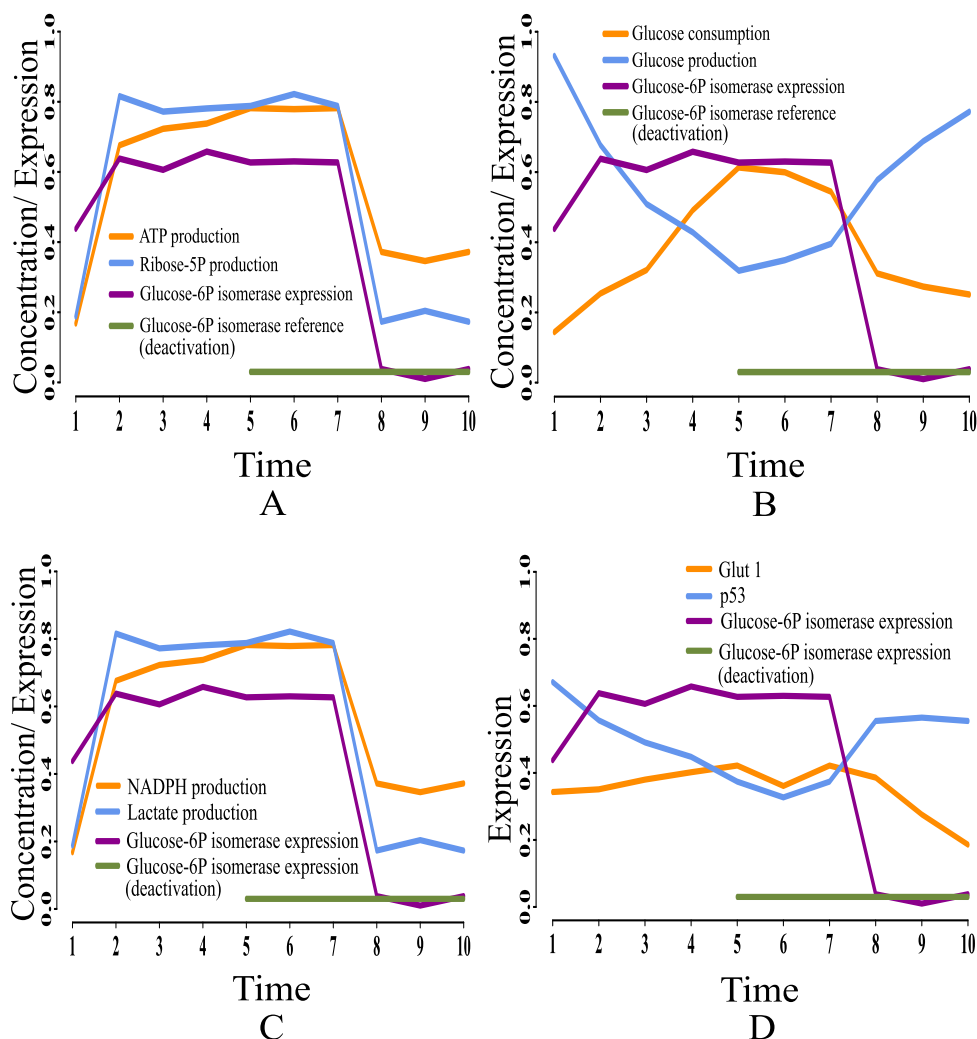 Concentration/ Expression
1.0
0.8
0.6
0.4
0.2
0.0
ATP production
Ribose-5P production
Glucose-6P isomerase expression
Glucose-6P isomerase reference
(deactivation)
1 2 3 4 5 6 7 8 9 10
Time
A
Concentration/ Expression
1.0
0.8
0.6
0.4
0.2
0.0
Glucose consumption
Glucose production
Glucose-6P isomerase expression
Glucose-6P isomerase reference
(deactivation)
1 2 3 4 5 6 7 8 9 10
Time
B
Concentration/ Expression
1.0
0.8
0.6
0.4
0.2
0.0
NADPH production
Lactate production
Glucose-6P isomerase expression
Glucose-6P isomerase expression
(deactivation)
1 2 3 4 5 6 7 8 9 10
Time
C
Expression
1.0
0.8
0.6
0.4
0.2
0.0
Glut 1
p53
Glucose-6P isomerase expression
Glucose-6P isomerase expression
(deactivation)
1 2 3 4 5 6 7 8 9 10
Time
D